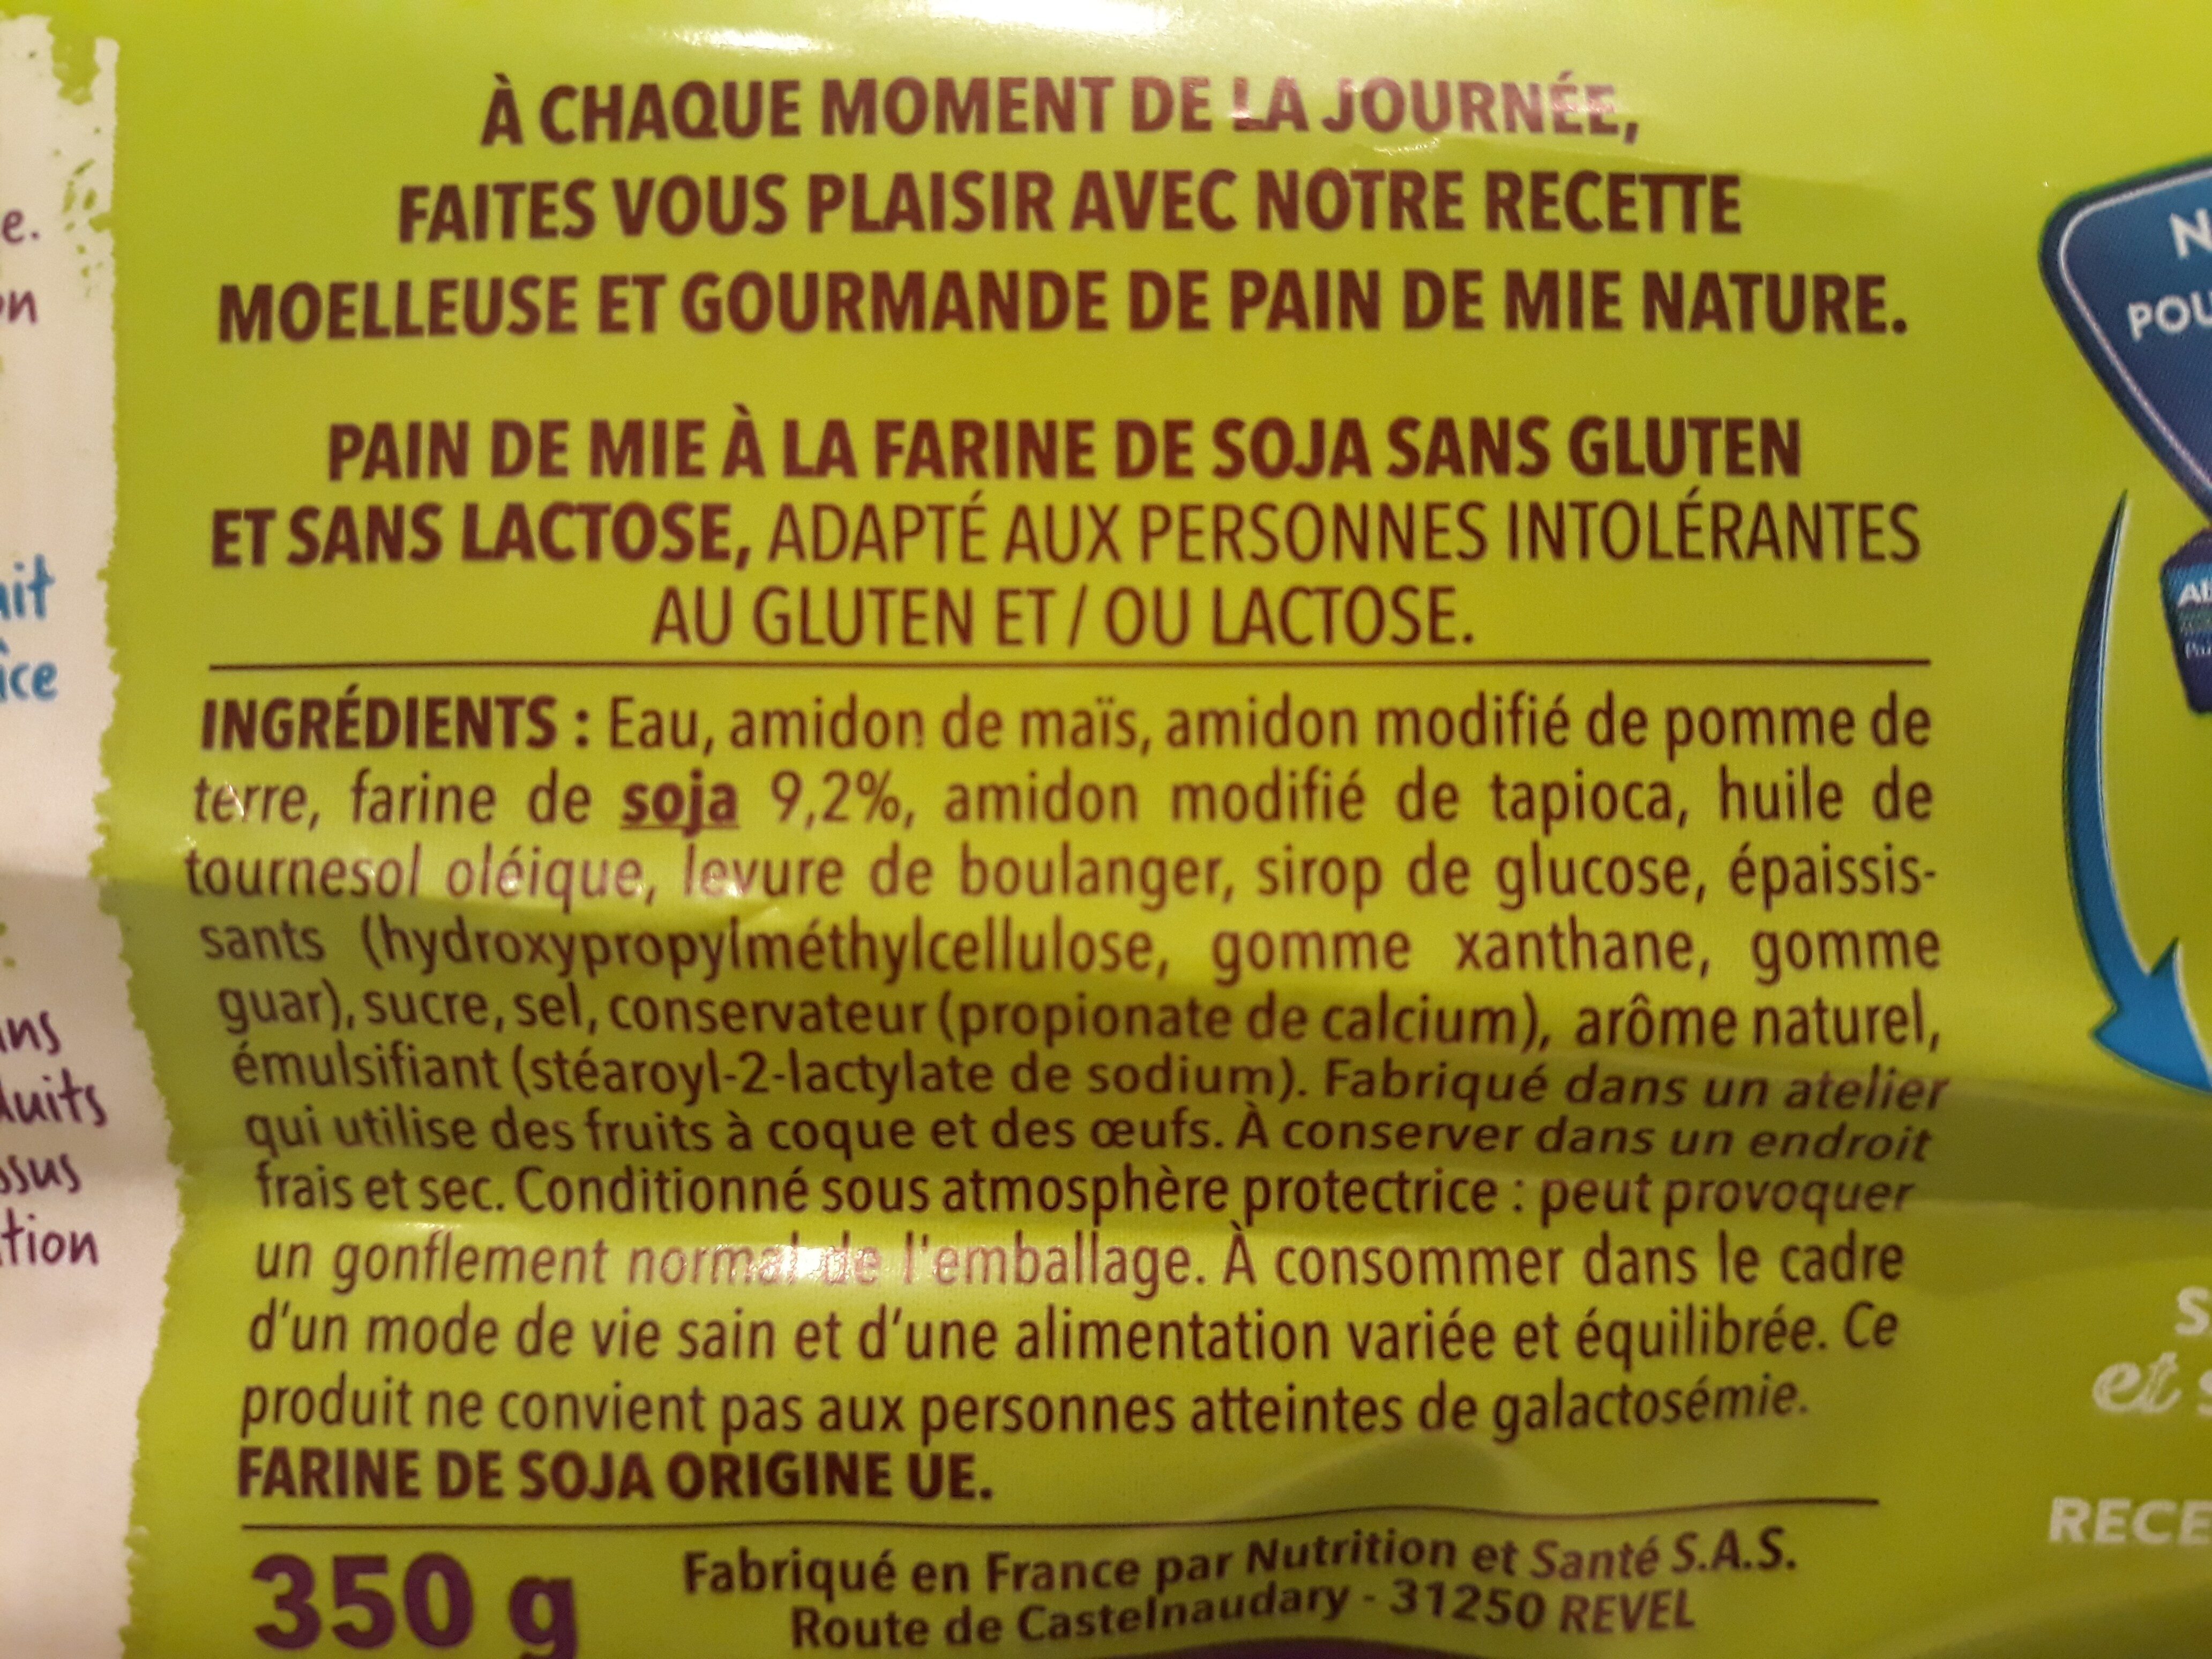 À CHAQUE MOMENT DE LA JOURNÉE,
FAITES VOUS PLAISIR AVEC NOTRE RECETTE
MOELLEUSE ET GOURMANDE DE PAIN DE MIE NATURE.
PAIN DE MIE À LA FARINE DE SOJA SANS GLUTEN
ET SANS LACTOSE, ADAPTÉ AUX PERSONNES INTOLÉRANTES
AU GLUTEN ET / OU LACTOSE.
INGRÉDIENTS : Eau, amidon de maïs, amidon modifié de pomme de
terre, farine de soja 9,2%, amidon modifié de tapioca, huile de
tournesol oléique, levure de boulanger, sirop de glucose, épaissis-
sants (hydroxypropylméthylcellulose, gomme xanthane, gomme
guar), sucre, sel, conservateur (propionate de calcium), arôme naturel,
émulsifiant (stéaroyl-2-lactylate de sodium). Fabriqué dans un atelier
qui utilise des fruits à coque et des œufs. À conserver dans un endroit
frais et sec. Conditionné sous atmosphère protectrice : peut provoquer
un gonflement normal de l'emballage. À consommer dans le cadre
d'un mode de vie sain et d'une alimentation variée et équilibrée. Ce
produit ne convient pas aux personnes atteintes de galactosémie.
FARINE DE SOJA ORIGINE UE.
350 g
Fabriqué en France par Nutrition et Santé S.A.S.
Route de Castelnaudary - 31250 REVEL
et